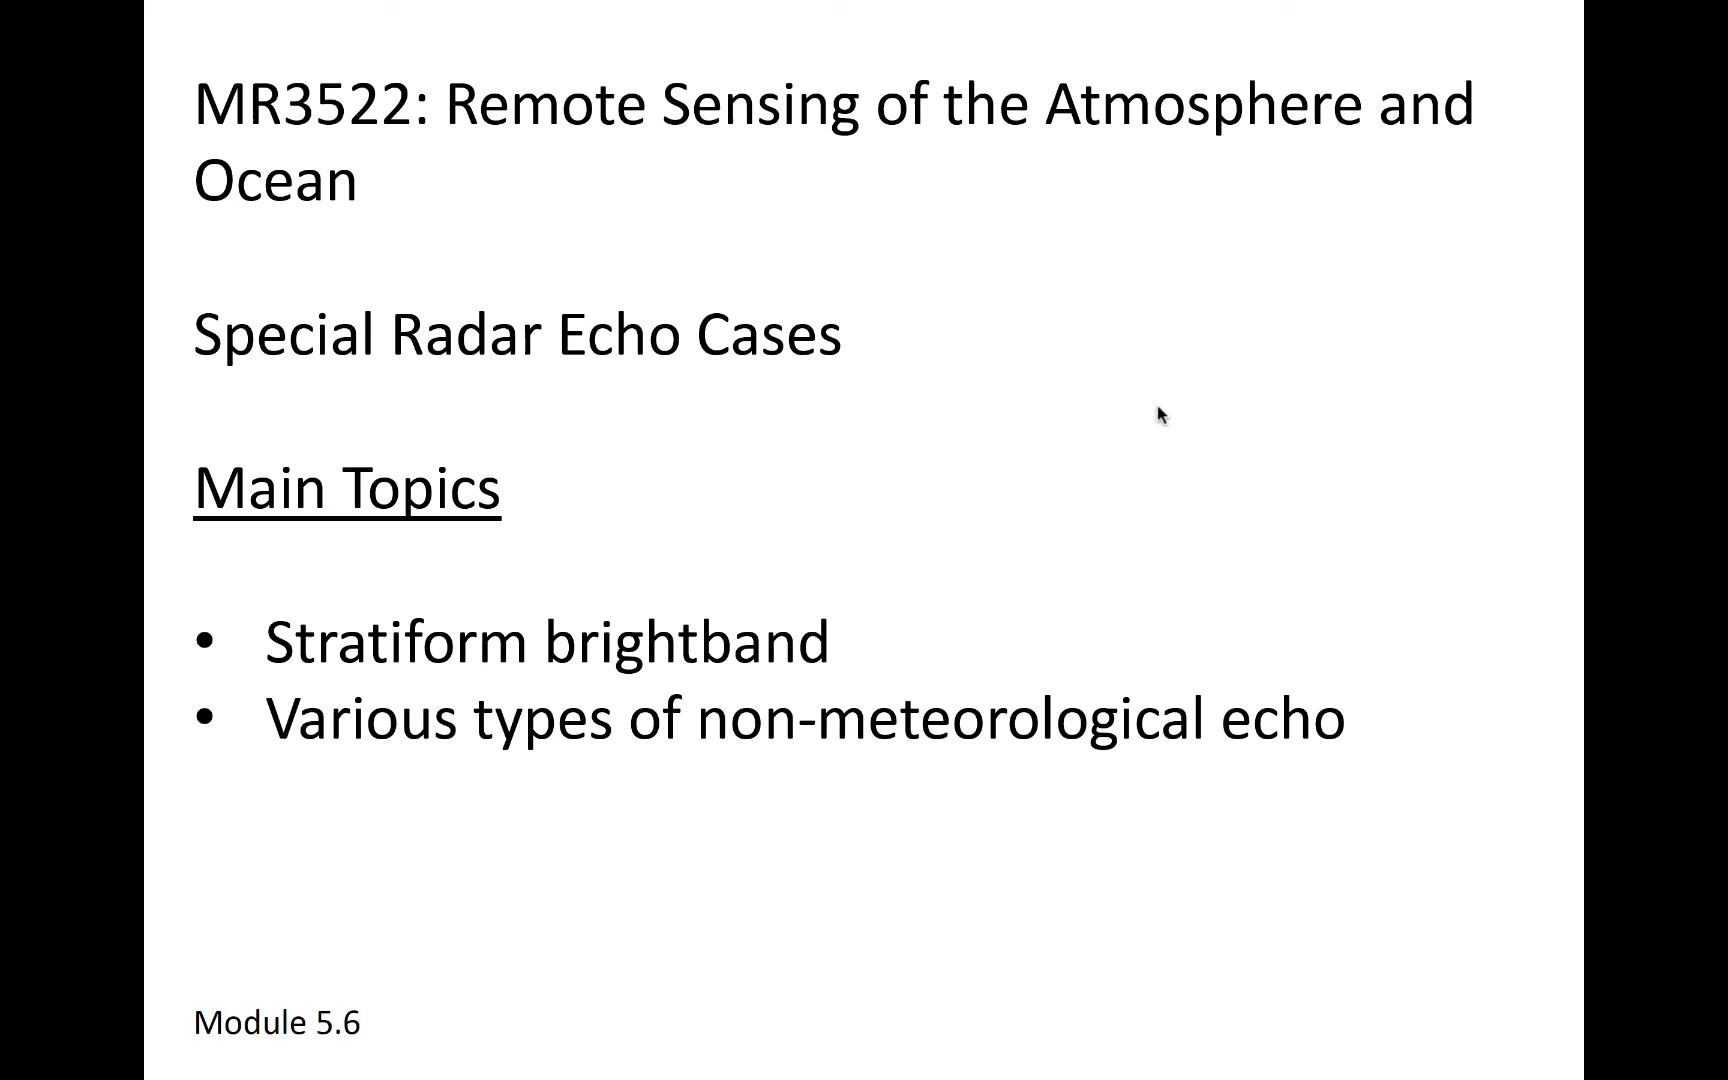 MR3522: Remote Sensing of the Atmosphere and
Ocean
Special Radar Echo Cases
Main Topics
• Stratiform brightband
• Various types of non-meteorological echo
Module 5.6